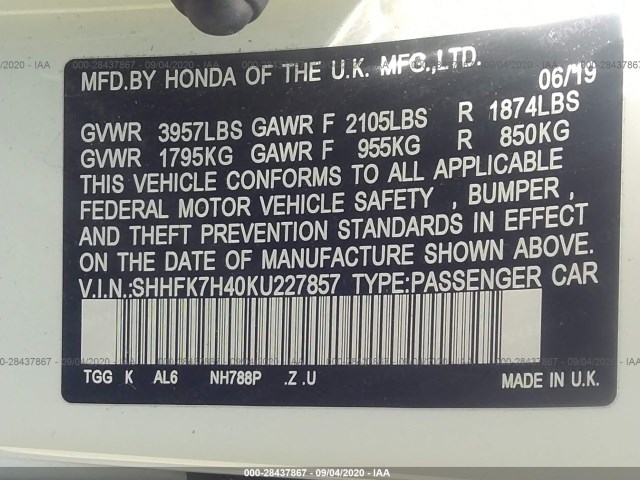 MFD.BY HONDA OF THE U.K. MFG.,LTD 06/19
GVWR 3957LBS GAWR F 2105LBS R 1874LBS
GVWR 1795KG GAWR F 955KG R 850KG
THIS VEHICLE CONFORMS TO ALL APPLICABLE
FEDERAL MOTOR VEHICLE SAFETY , BUMPER ,
AND THEFT PREVENTION STANDARDS IN EFFECT
ON THE DATE OF MANUFACTURE SHOWN ABOVE.
V.I.N.:SHHFK7H40KU227857 TYPE:PASSENGER CAR
TGG K AL6 NH788P .Z .U MADE IN U.K.
000-28437867 - 09/04/2020 - IAA